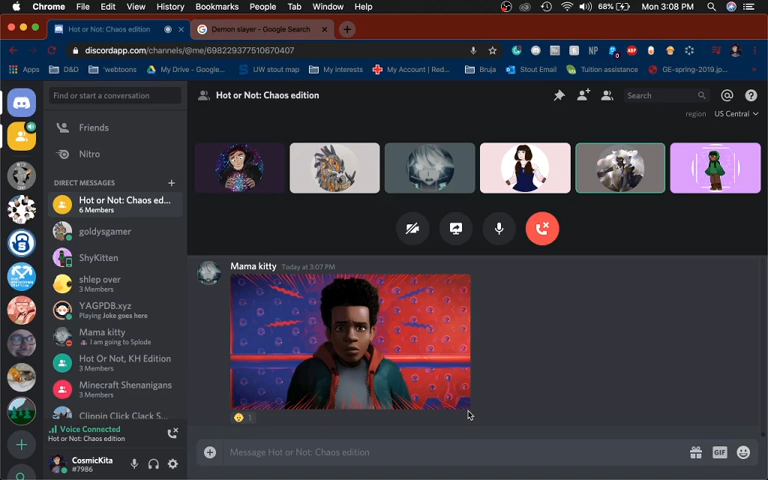 Chrome File Edit View History Bookmarks People Tab Window Help 68% Mon 3:08 PM
Hot or Not: Chaos edition
Demon slayer - Google Search
discordapp.com/channels/@me/698229377510670407
Apps D&D 'webtoons My Drive - Google... UW stout map My interests My Account | Red... Bruja Stout Email Tuition assistance GE-spring-2019.jp...
Find or start a conversation
Hot or Not: Chaos edition
Search
region US Central
Friends
Nitro
DIRECT MESSAGES
Hot or Not: Chaos ed...
6 Members
goldysgamer
ShyKitten
shlep over
3 Members
YAGPDB.xyz
Playing Joke goes here
Mama kitty
I am going to Splode
Hot Or Not, KH Edition
3 Members
Minecraft Shenanigans
3 Members
Clippin Click Clack S...
Voice Connected
Hot or Not: Chaos edition
CosmicKita
#7986
Mama kitty Today at 3:07 PM
1
Message Hot or Not: Chaos edition
GIF